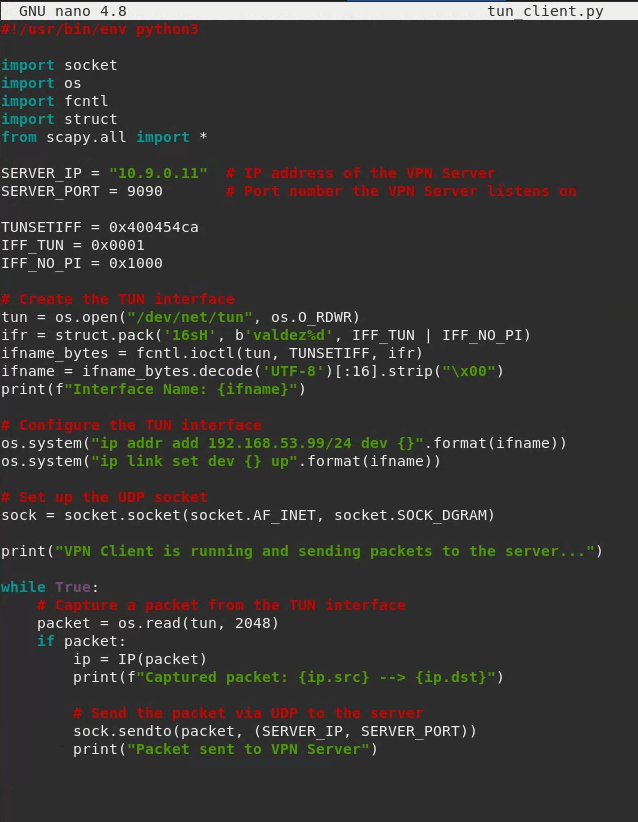 GNU nano 4.8 tun_client.py
#!/usr/bin/env python3
import socket
import os
import fcntl
import struct
from scapy.all import *
SERVER_IP = "10.9.0.11"  # IP address of the VPN Server
SERVER_PORT = 9090       # Port number the VPN Server listens on
TUNSETIFF = 0x400454ca
IFF_TUN = 0x0001
IFF_NO_PI = 0x1000
# Create the TUN interface
tun = os.open("/dev/net/tun", os.O_RDWR)
ifr = struct.pack('16sH', b'valdez%d', IFF_TUN | IFF_NO_PI)
ifname_bytes = fcntl.ioctl(tun, TUNSETIFF, ifr)
ifname = ifname_bytes.decode('UTF-8')[:16].strip("\x00")
print(f"Interface Name: {ifname}")
# Configure the TUN interface
os.system("ip addr add 192.168.53.99/24 dev {}".format(ifname))
os.system("ip link set dev {} up".format(ifname))
# Set up the UDP socket
sock = socket.socket(socket.AF_INET, socket.SOCK_DGRAM)
print("VPN Client is running and sending packets to the server...")
while True:
    # Capture a packet from the TUN interface
    packet = os.read(tun, 2048)
    if packet:
        ip = IP(packet)
        print(f"Captured packet: {ip.src} --> {ip.dst}")
        # Send the packet via UDP to the server
        sock.sendto(packet, (SERVER_IP, SERVER_PORT))
        print("Packet sent to VPN Server")